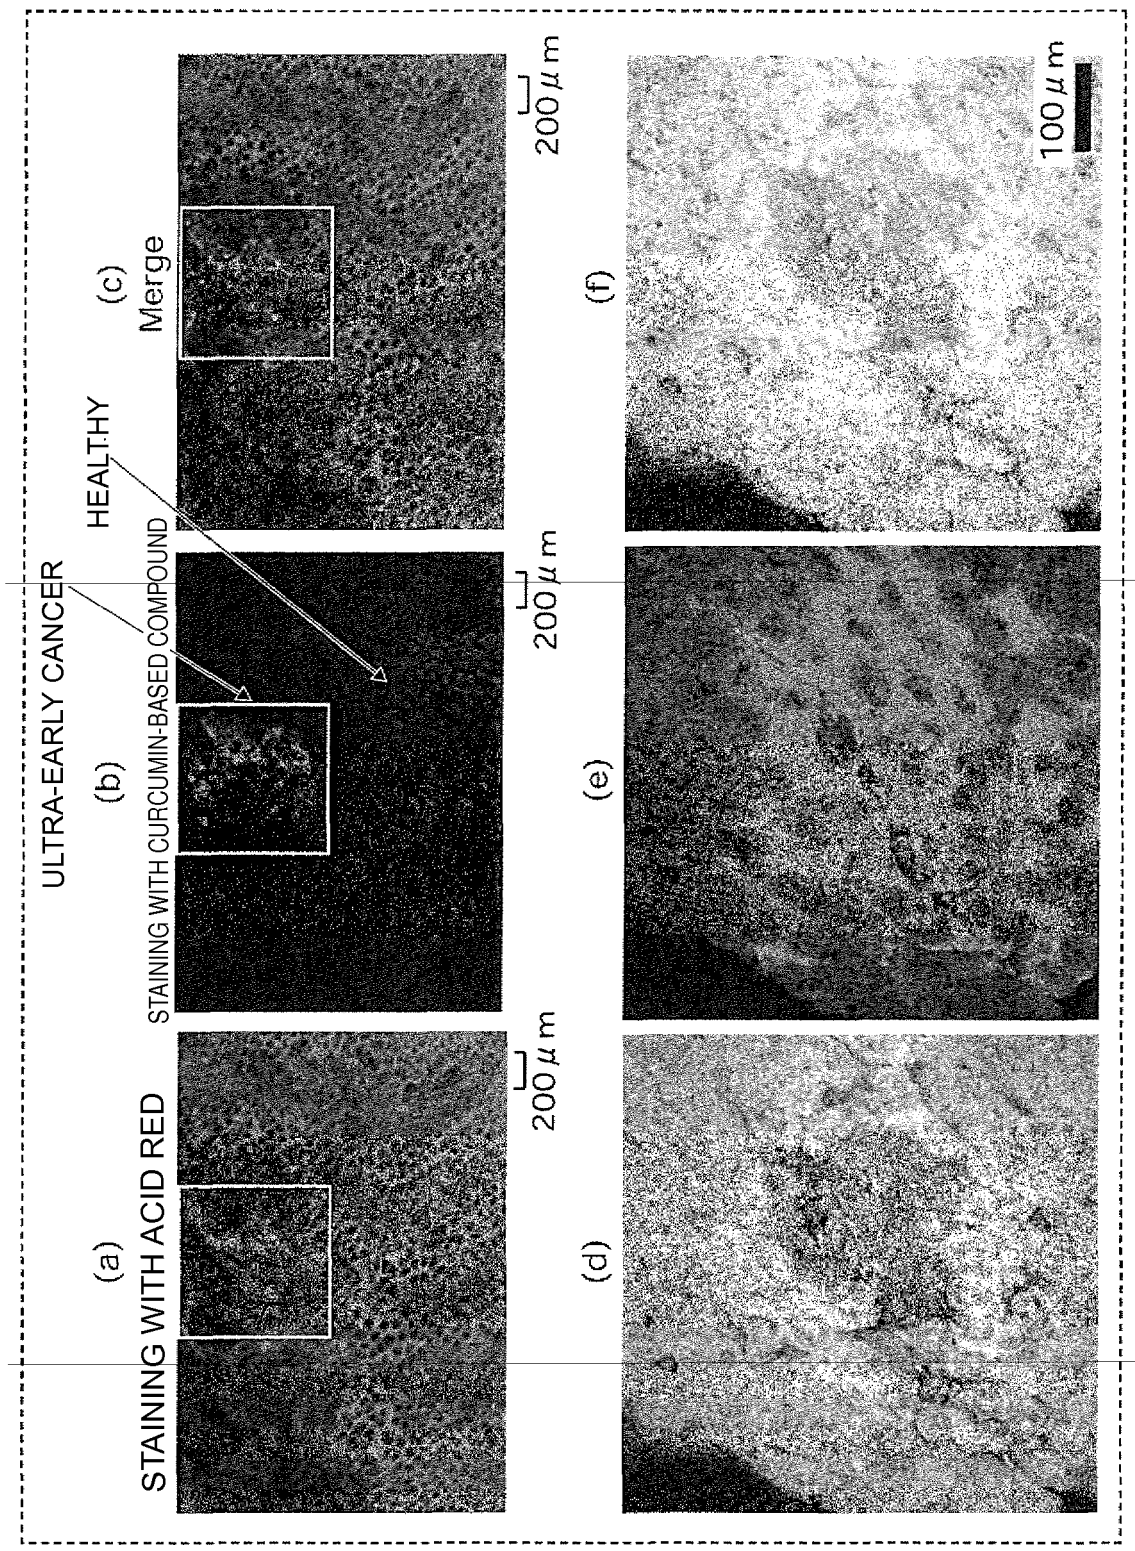 ULTRA-EARLY CANCER
HEALTHY
(a)
STAINING WITH ACID RED
(b)
STAINING WITH CURCUMIN-BASED COMPOUND
(c)
Merge
200 μm
200 μm
200 μm
(d)
(e)
(f)
100 μm